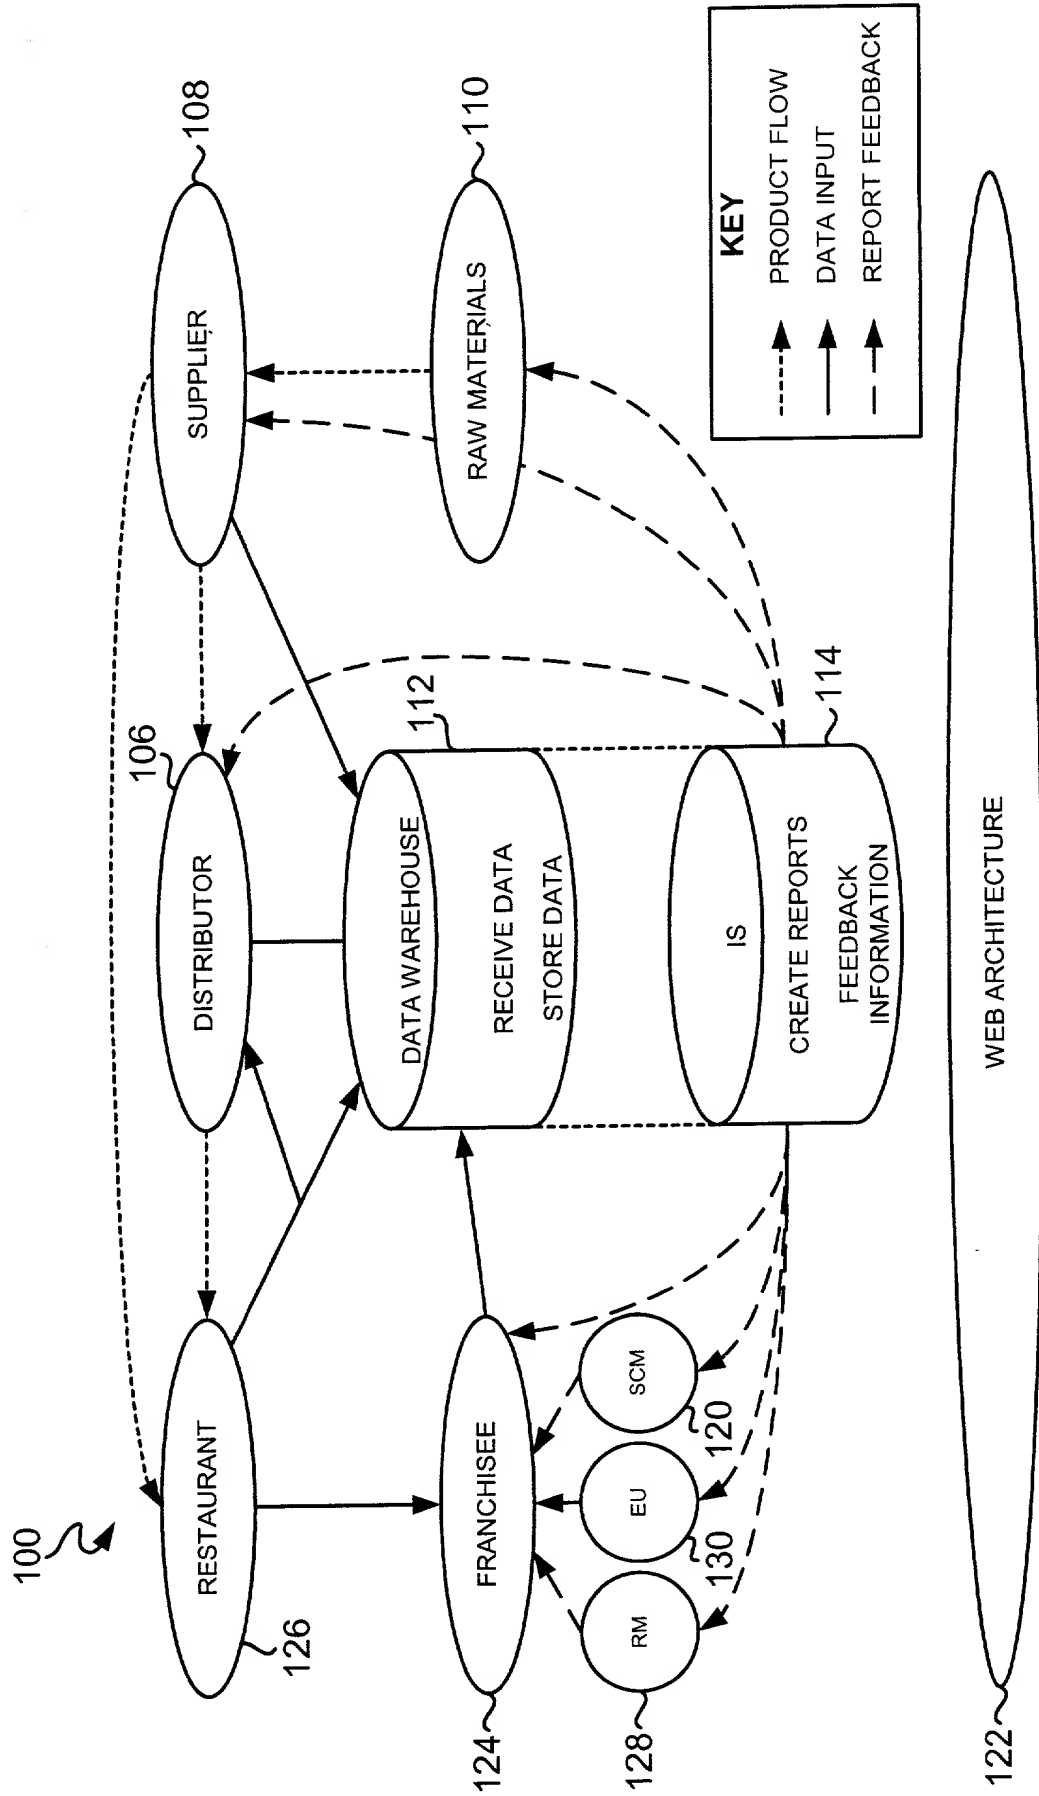 100
RESTAURANT
126
DISTRIBUTOR
106
SUPPLIER
108
FRANCHISEE
124
DATA WAREHOUSE
RECEIVE DATA
STORE DATA
112
RAW MATERIALS
110
RM
128
EU
130
SCM
120
IS
CREATE REPORTS
FEEDBACK
INFORMATION
114
KEY
PRODUCT FLOW
DATA INPUT
REPORT FEEDBACK
WEB ARCHITECTURE
122